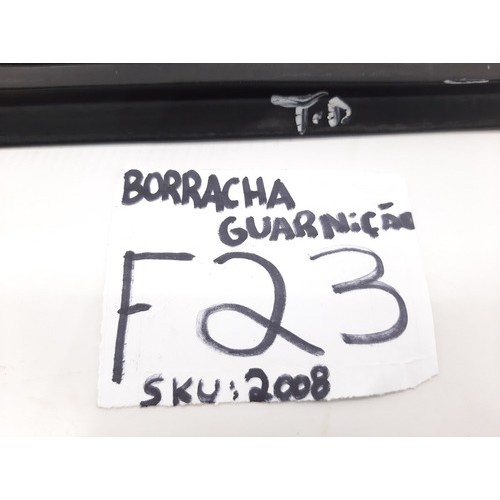 T.D
BORRACHA
GUARNiÇÃO
F23
SKU:2008